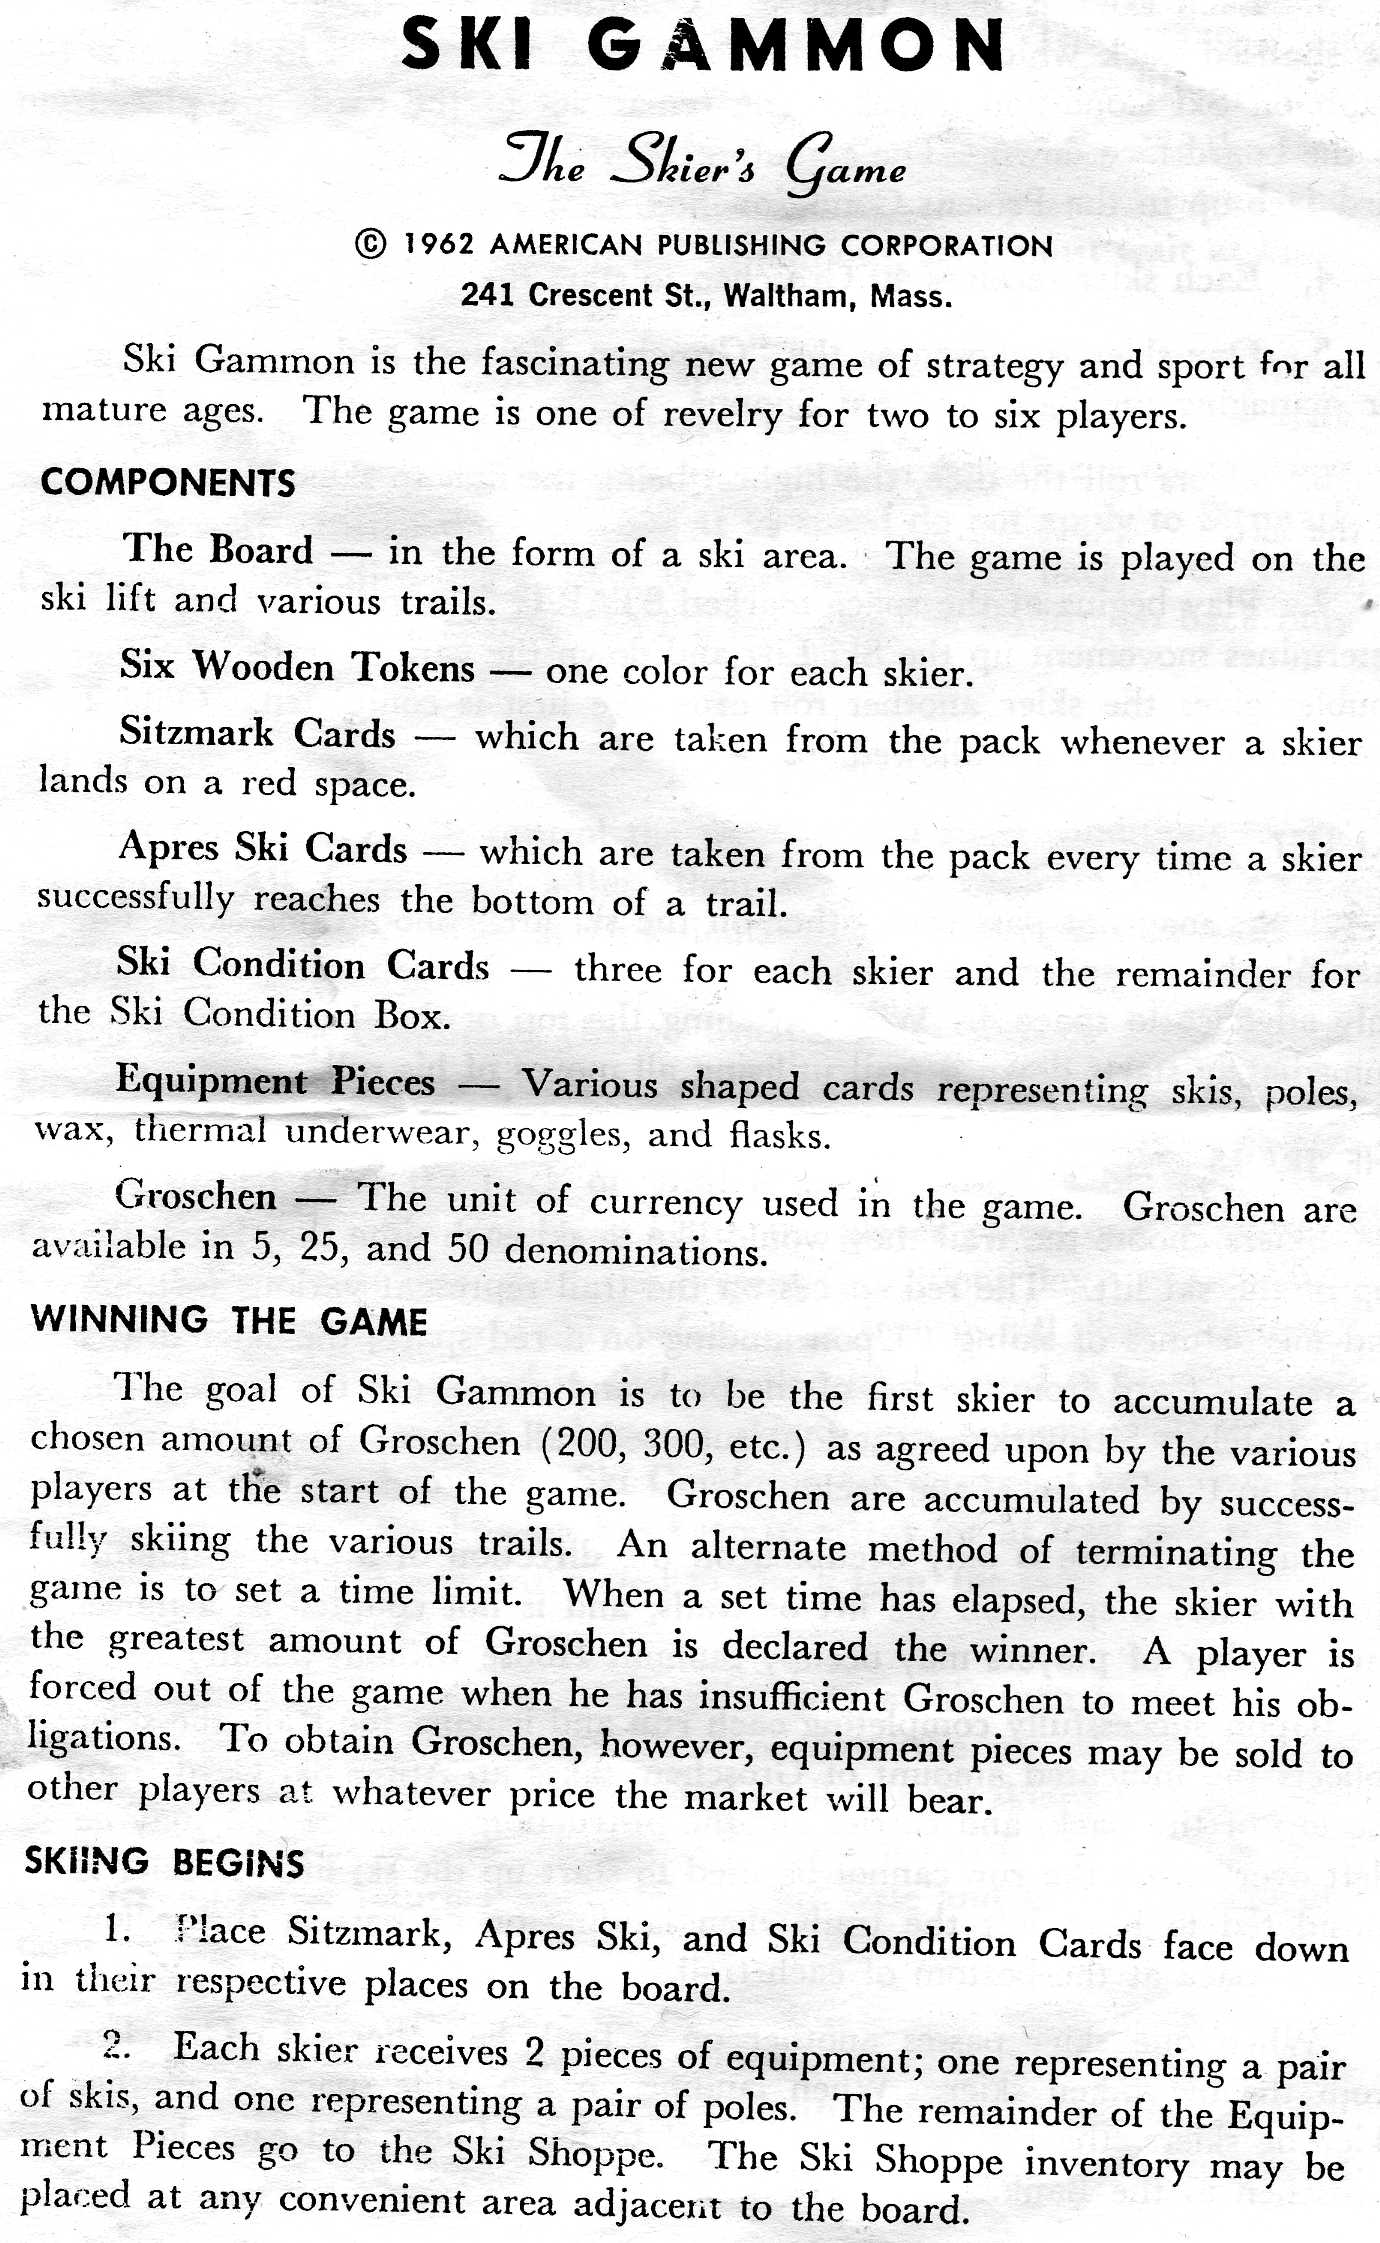 SKI GAMMON
The Skier's Game
© 1962 AMERICAN PUBLISHING CORPORATION
241 Crescent St., Waltham, Mass.
Ski Gammon is the fascinating new game of strategy and sport for all
mature ages. The game is one of revelry for two to six players.
COMPONENTS
The Board — in the form of a ski area. The game is played on the
ski lift and various trails.
Six Wooden Tokens — one color for each skier.
Sitzmark Cards — which are taken from the pack whenever a skier
lands on a red space.
Apres Ski Cards — which are taken from the pack every time a skier
successfully reaches the bottom of a trail.
Ski Condition Cards — three for each skier and the remainder for
the Ski Condition Box.
Equipment Pieces — Various shaped cards representing skis, poles,
wax, thermal underwear, goggles, and flasks.
Groschen — The unit of currency used in the game. Groschen are
available in 5, 25, and 50 denominations.
WINNING THE GAME
The goal of Ski Gammon is to be the first skier to accumulate a
chosen amount of Groschen (200, 300, etc.) as agreed upon by the various
players at the start of the game. Groschen are accumulated by success-
fully skiing the various trails. An alternate method of terminating the
game is to set a time limit. When a set time has elapsed, the skier with
the greatest amount of Groschen is declared the winner. A player is
forced out of the game when he has insufficient Groschen to meet his ob-
ligations. To obtain Groschen, however, equipment pieces may be sold to
other players at whatever price the market will bear.
SKIING BEGINS
1. Place Sitzmark, Apres Ski, and Ski Condition Cards face down
in their respective places on the board.
2. Each skier receives 2 pieces of equipment; one representing a pair
of skis, and one representing a pair of poles. The remainder of the Equip-
ment Pieces go to the Ski Shoppe. The Ski Shoppe inventory may be
placed at any convenient area adjacent to the board.